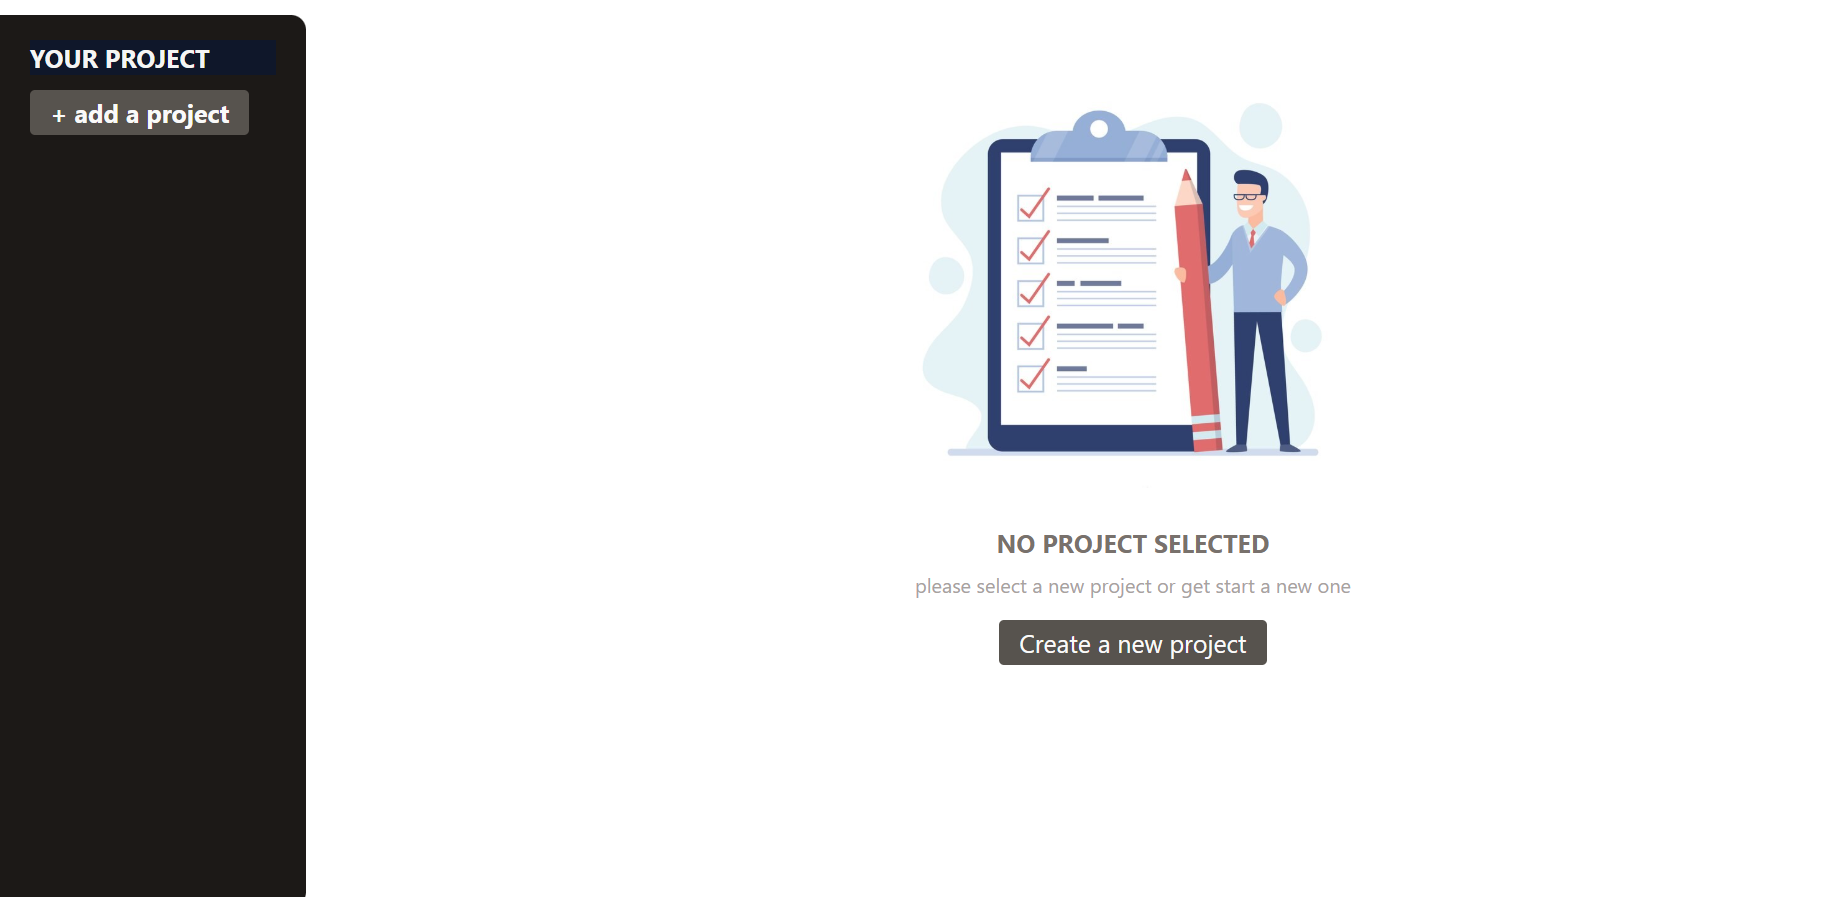 YOUR PROJECT
+ add a project
NO PROJECT SELECTED
please select a new project or get start a new one
Create a new project